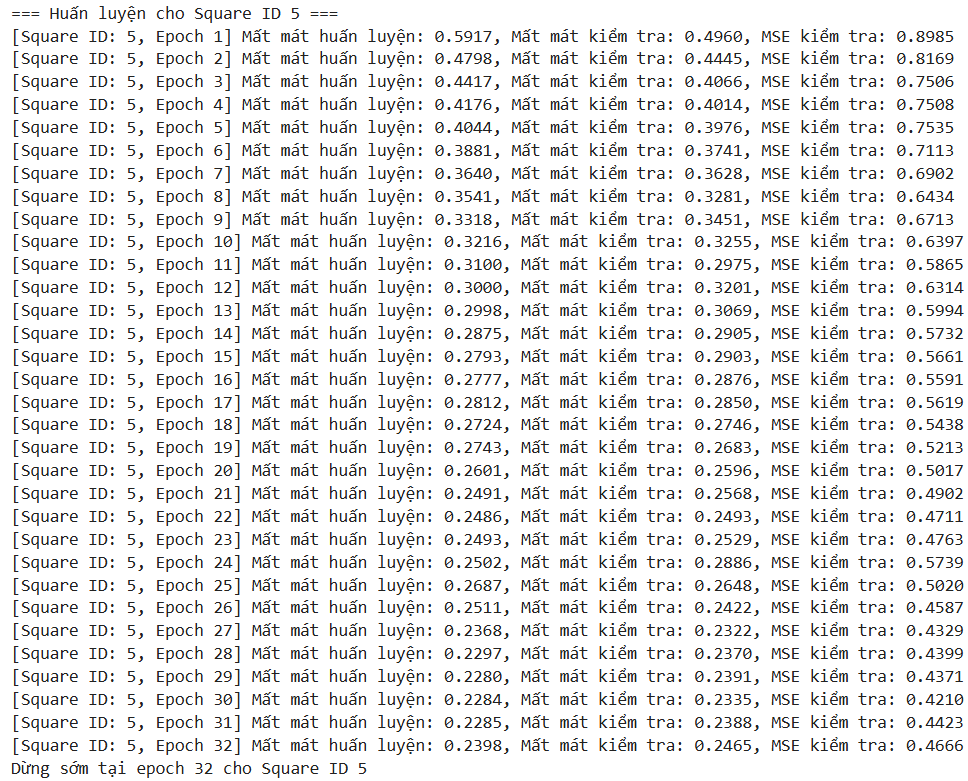 === Huấn luyện cho Square ID 5 ===
[Square ID: 5, Epoch 1] Mất mát huấn luyện: 0.5917, Mất mát kiểm tra: 0.4960, MSE kiểm tra: 0.8985
[Square ID: 5, Epoch 2] Mất mát huấn luyện: 0.4798, Mất mát kiểm tra: 0.4445, MSE kiểm tra: 0.8169
[Square ID: 5, Epoch 3] Mất mát huấn luyện: 0.4417, Mất mát kiểm tra: 0.4066, MSE kiểm tra: 0.7506
[Square ID: 5, Epoch 4] Mất mát huấn luyện: 0.4176, Mất mát kiểm tra: 0.4014, MSE kiểm tra: 0.7508
[Square ID: 5, Epoch 5] Mất mát huấn luyện: 0.4044, Mất mát kiểm tra: 0.3976, MSE kiểm tra: 0.7535
[Square ID: 5, Epoch 6] Mất mát huấn luyện: 0.3881, Mất mát kiểm tra: 0.3741, MSE kiểm tra: 0.7113
[Square ID: 5, Epoch 7] Mất mát huấn luyện: 0.3640, Mất mát kiểm tra: 0.3628, MSE kiểm tra: 0.6902
[Square ID: 5, Epoch 8] Mất mát huấn luyện: 0.3541, Mất mát kiểm tra: 0.3281, MSE kiểm tra: 0.6434
[Square ID: 5, Epoch 9] Mất mát huấn luyện: 0.3318, Mất mát kiểm tra: 0.3451, MSE kiểm tra: 0.6713
[Square ID: 5, Epoch 10] Mất mát huấn luyện: 0.3216, Mất mát kiểm tra: 0.3255, MSE kiểm tra: 0.6397
[Square ID: 5, Epoch 11] Mất mát huấn luyện: 0.3100, Mất mát kiểm tra: 0.2975, MSE kiểm tra: 0.5865
[Square ID: 5, Epoch 12] Mất mát huấn luyện: 0.3000, Mất mát kiểm tra: 0.3201, MSE kiểm tra: 0.6314
[Square ID: 5, Epoch 13] Mất mát huấn luyện: 0.2998, Mất mát kiểm tra: 0.3069, MSE kiểm tra: 0.5994
[Square ID: 5, Epoch 14] Mất mát huấn luyện: 0.2875, Mất mát kiểm tra: 0.2905, MSE kiểm tra: 0.5732
[Square ID: 5, Epoch 15] Mất mát huấn luyện: 0.2793, Mất mát kiểm tra: 0.2903, MSE kiểm tra: 0.5661
[Square ID: 5, Epoch 16] Mất mát huấn luyện: 0.2777, Mất mát kiểm tra: 0.2876, MSE kiểm tra: 0.5591
[Square ID: 5, Epoch 17] Mất mát huấn luyện: 0.2812, Mất mát kiểm tra: 0.2850, MSE kiểm tra: 0.5619
[Square ID: 5, Epoch 18] Mất mát huấn luyện: 0.2724, Mất mát kiểm tra: 0.2746, MSE kiểm tra: 0.5438
[Square ID: 5, Epoch 19] Mất mát huấn luyện: 0.2743, Mất mát kiểm tra: 0.2683, MSE kiểm tra: 0.5213
[Square ID: 5, Epoch 20] Mất mát huấn luyện: 0.2601, Mất mát kiểm tra: 0.2596, MSE kiểm tra: 0.5017
[Square ID: 5, Epoch 21] Mất mát huấn luyện: 0.2491, Mất mát kiểm tra: 0.2568, MSE kiểm tra: 0.4902
[Square ID: 5, Epoch 22] Mất mát huấn luyện: 0.2486, Mất mát kiểm tra: 0.2493, MSE kiểm tra: 0.4711
[Square ID: 5, Epoch 23] Mất mát huấn luyện: 0.2493, Mất mát kiểm tra: 0.2529, MSE kiểm tra: 0.4763
[Square ID: 5, Epoch 24] Mất mát huấn luyện: 0.2502, Mất mát kiểm tra: 0.2886, MSE kiểm tra: 0.5739
[Square ID: 5, Epoch 25] Mất mát huấn luyện: 0.2687, Mất mát kiểm tra: 0.2648, MSE kiểm tra: 0.5020
[Square ID: 5, Epoch 26] Mất mát huấn luyện: 0.2511, Mất mát kiểm tra: 0.2422, MSE kiểm tra: 0.4587
[Square ID: 5, Epoch 27] Mất mát huấn luyện: 0.2368, Mất mát kiểm tra: 0.2322, MSE kiểm tra: 0.4329
[Square ID: 5, Epoch 28] Mất mát huấn luyện: 0.2297, Mất mát kiểm tra: 0.2370, MSE kiểm tra: 0.4399
[Square ID: 5, Epoch 29] Mất mát huấn luyện: 0.2280, Mất mát kiểm tra: 0.2391, MSE kiểm tra: 0.4371
[Square ID: 5, Epoch 30] Mất mát huấn luyện: 0.2284, Mất mát kiểm tra: 0.2335, MSE kiểm tra: 0.4210
[Square ID: 5, Epoch 31] Mất mát huấn luyện: 0.2285, Mất mát kiểm tra: 0.2388, MSE kiểm tra: 0.4423
[Square ID: 5, Epoch 32] Mất mát huấn luyện: 0.2398, Mất mát kiểm tra: 0.2465, MSE kiểm tra: 0.4666
Dừng sớm tại epoch 32 cho Square ID 5